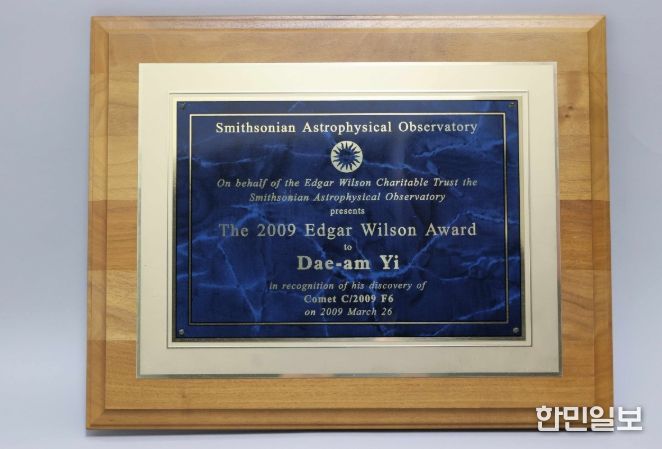 Smithsonian Astrophysical Observatory
On behalf of the Edgar Wilson Charitable Trust the
Smithsonian Astrophysical Observatory
presents
The 2009 Edgar Wilson Award
to
Dae-am Yi
in recognition of his discovery of
Comet C/2009 F6
on 2009 March 26
한민일보